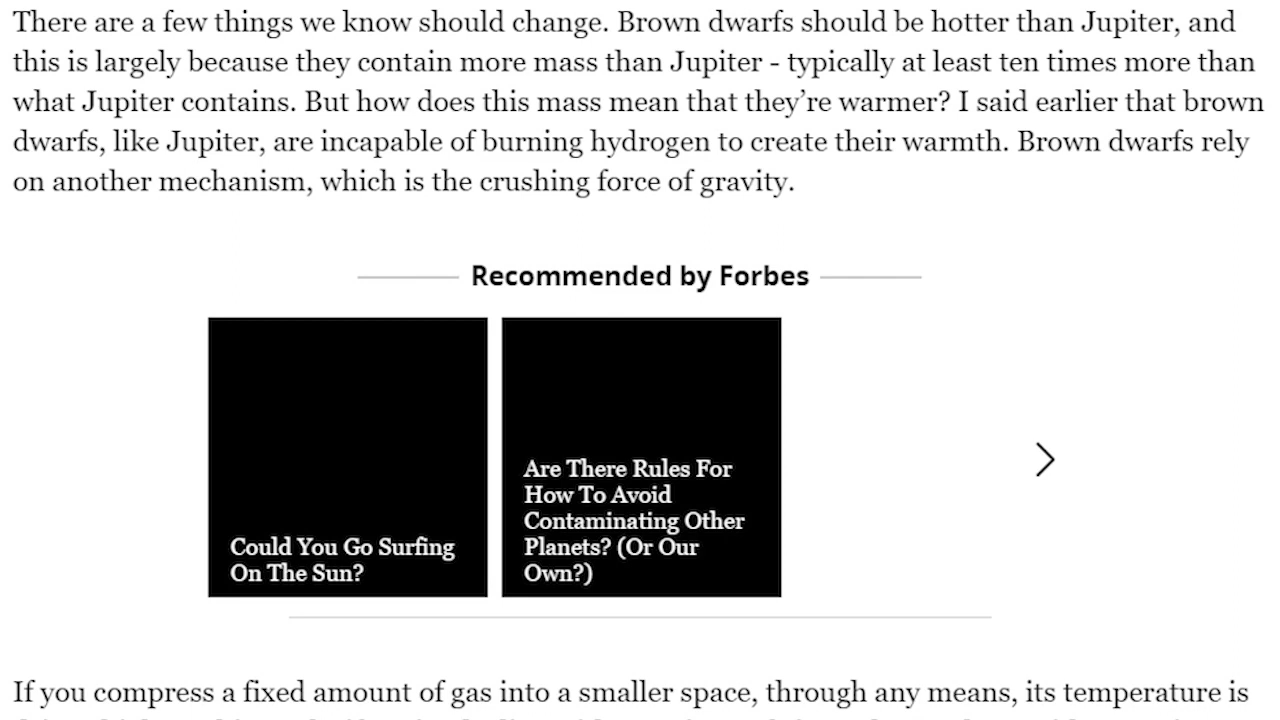 There are a few things we know should change. Brown dwarfs should be hotter than Jupiter, and
this is largely because they contain more mass than Jupiter - typically at least ten times more than
what Jupiter contains. But how does this mass mean that they’re warmer? I said earlier that brown
dwarfs, like Jupiter, are incapable of burning hydrogen to create their warmth. Brown dwarfs rely
on another mechanism, which is the crushing force of gravity.
Recommended by Forbes
Could You Go Surfing
On The Sun?
Are There Rules For
How To Avoid
Contaminating Other
Planets? (Or Our
Own?)
If you compress a fixed amount of gas into a smaller space, through any means, its temperature is